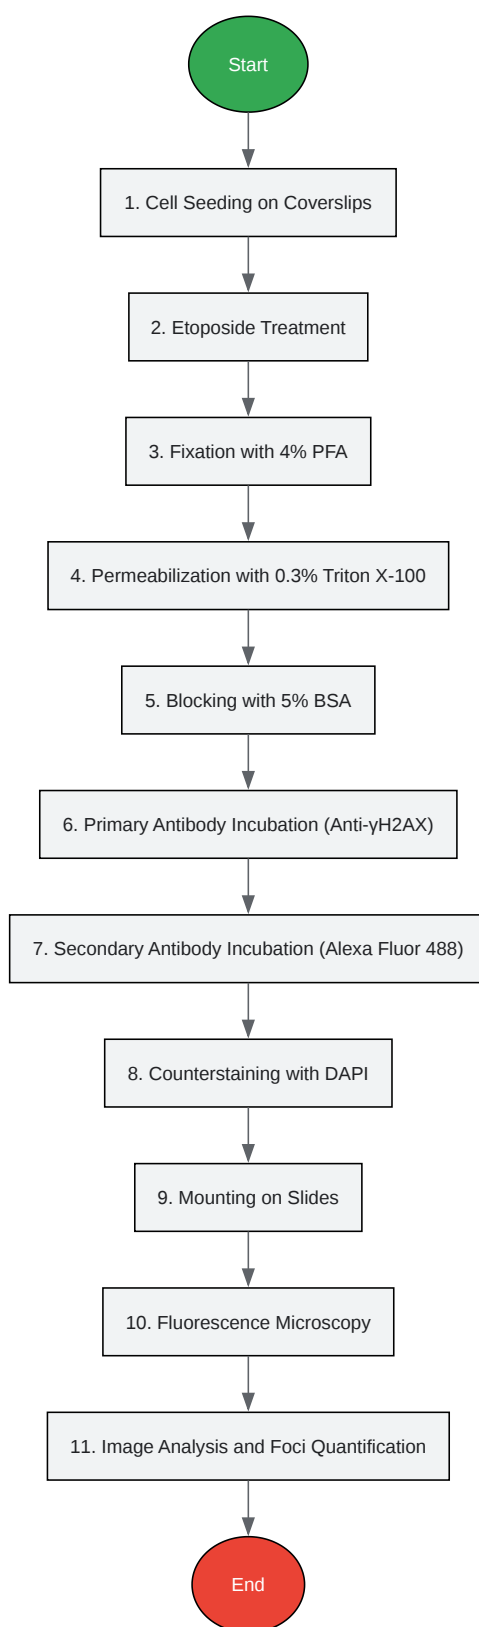 Start
1. Cell Seeding on Coverslips
2. Etoposide Treatment
3. Fixation with 4% PFA
4. Permeabilization with 0.3% Triton X-100
5. Blocking with 5% BSA
6. Primary Antibody Incubation (Anti-γH2AX)
7. Secondary Antibody Incubation (Alexa Fluor 488)
8. Counterstaining with DAPI
9. Mounting on Slides
10. Fluorescence Microscopy
11. Image Analysis and Foci Quantification
End